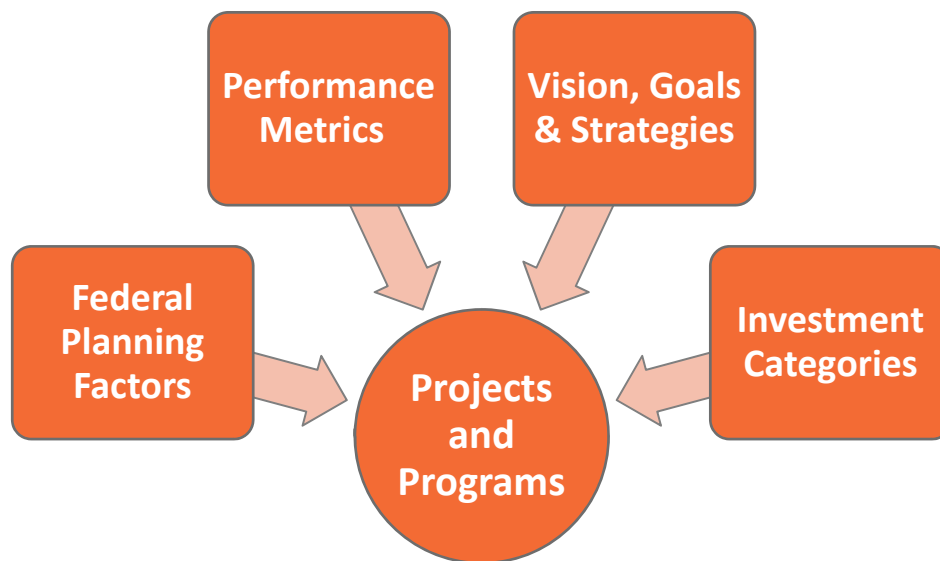 Performance
Metrics
Vision, Goals
& Strategies
Federal
Planning
Factors
Investment
Categories
Projects
and
Programs